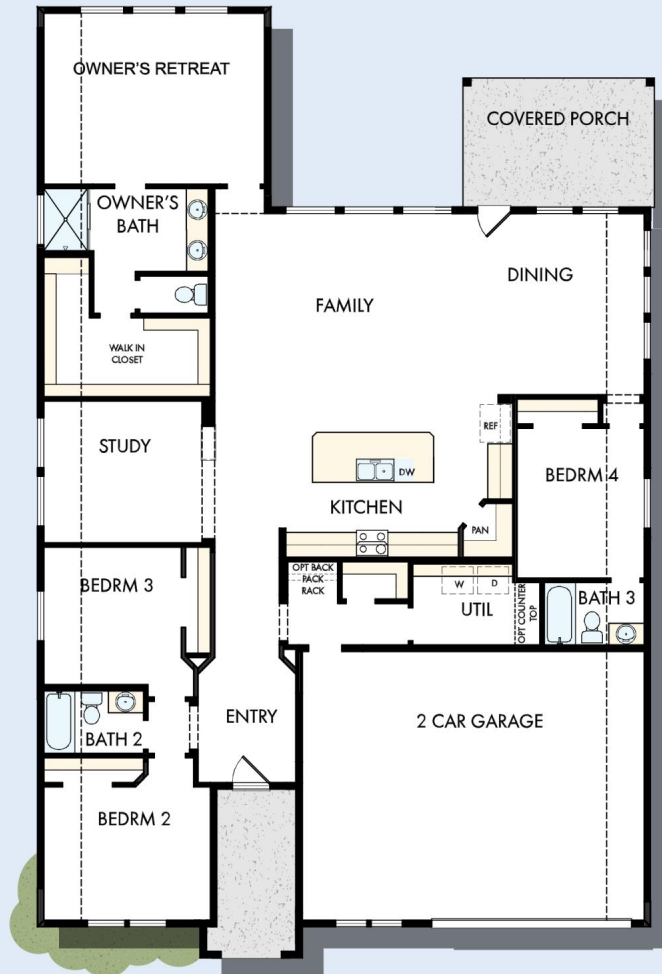 OWNER'S RETREAT
COVERED PORCH
OWNER'S
BATH
DINING
FAMILY
WALK IN
CLOSET
REF
STUDY
BEDRM 4
DW
KITCHEN
PAN
OPT BACK
PACK
RACK
BEDRM 3
W
D
UTIL
OPT COUNTER
TOP
BATH 3
ENTRY
2 CAR GARAGE
BATH 2
BEDRM 2